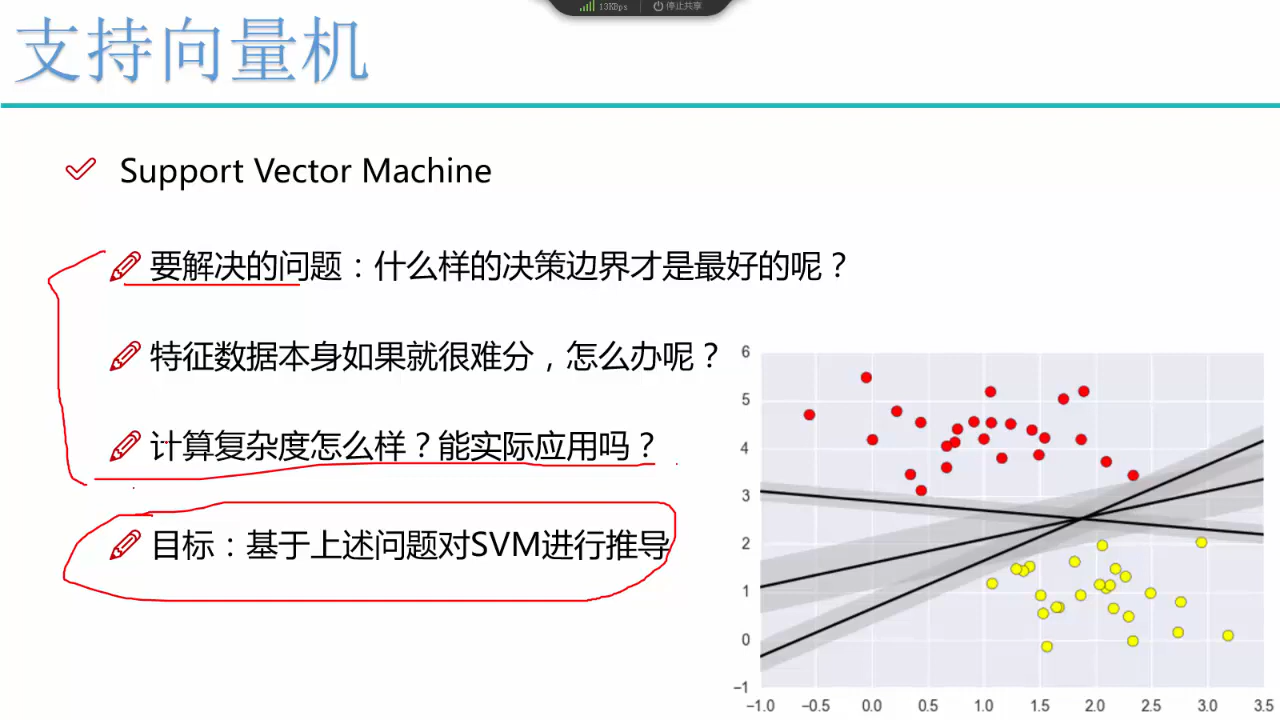 13KBps 停止共享
支持向量机
Support Vector Machine
要解决的问题：什么样的决策边界才是最好的呢？
特征数据本身如果就很难分，怎么办呢？
计算复杂度怎么样？能实际应用吗？
目标：基于上述问题对SVM进行推导
6
5
4
3
2
1
0
−1
−1.0 −0.5 0.0 0.5 1.0 1.5 2.0 2.5 3.0 3.5